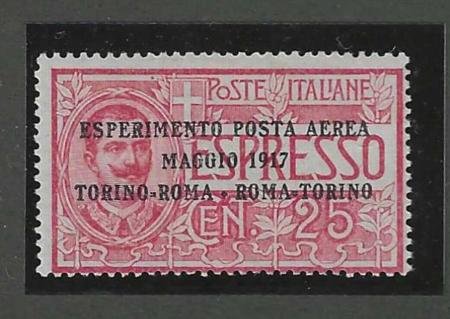 POSTE ITALIANE
ESPERIMENTO POSTA AEREA
ESPRESSO
MAGGIO 1917
TORINO-ROMA • ROMA-TORINO
CEN. 25